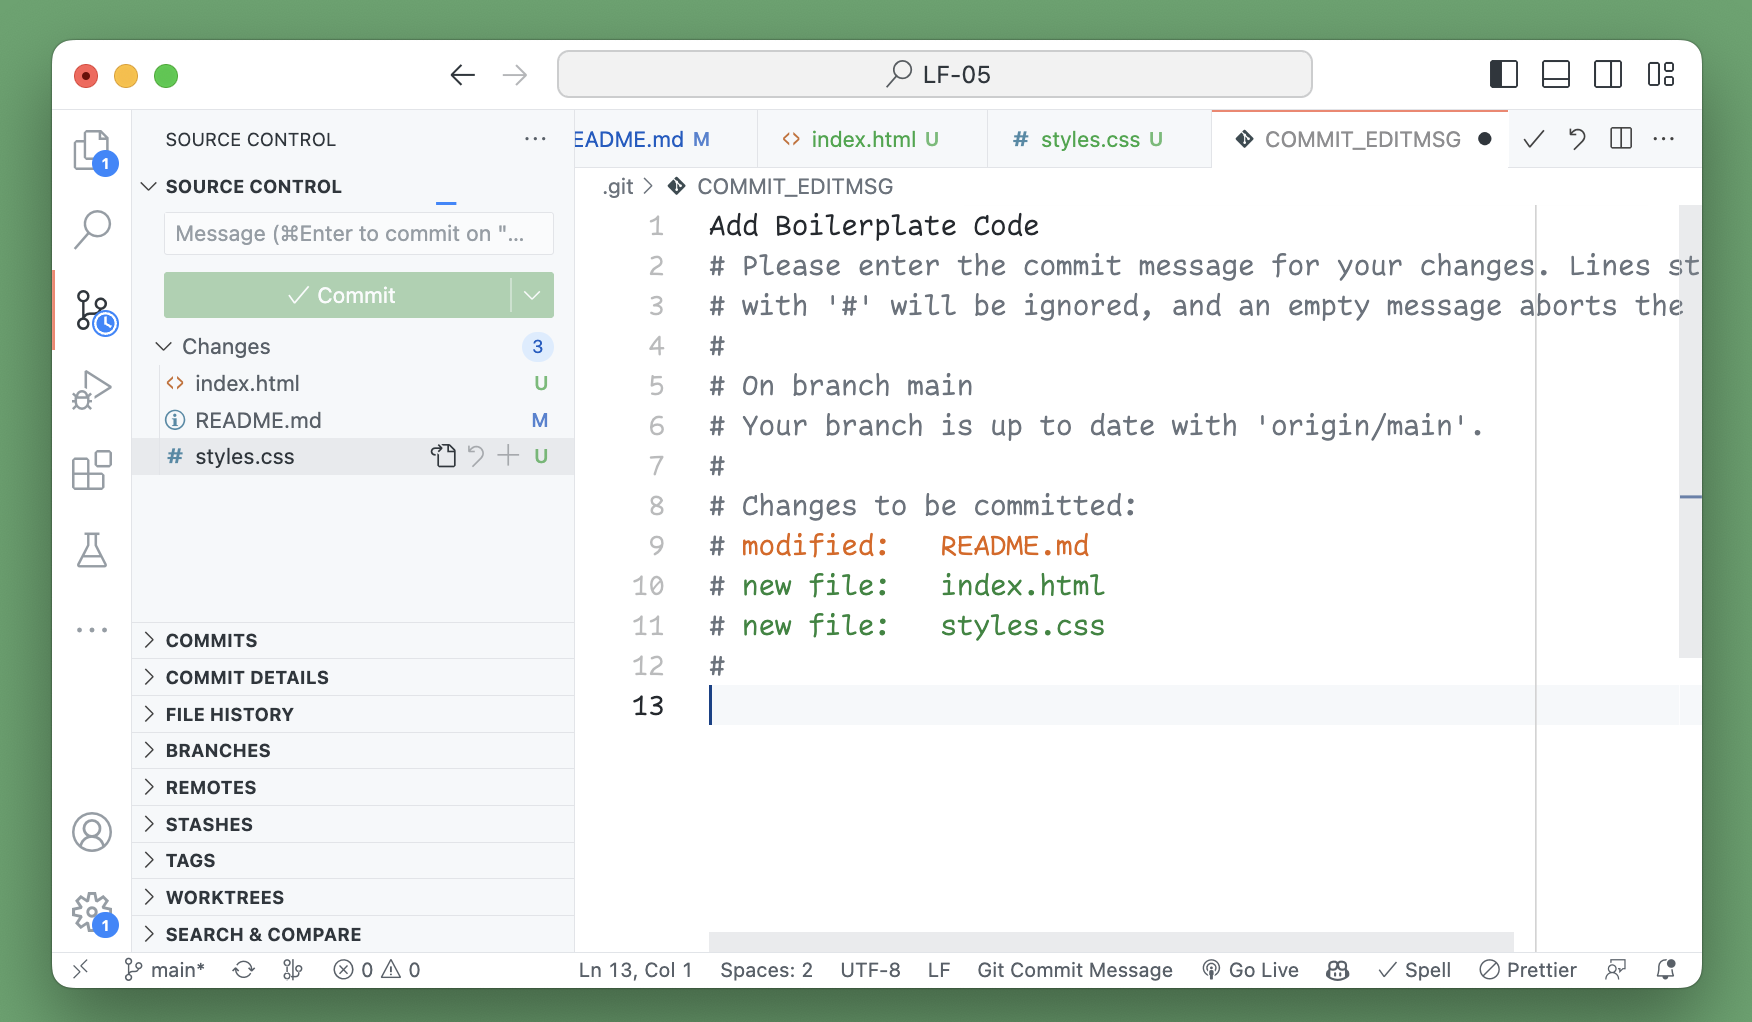 LF-05
SOURCE CONTROL
EADME.md M
index.html U
styles.css U
COMMIT_EDITMSG
1
SOURCE CONTROL
.git
COMMIT_EDITMSG
Message (⌘Enter to commit on "...
Commit
Changes
3
index.html U
README.md M
styles.css U
COMMITS
COMMIT DETAILS
FILE HISTORY
BRANCHES
REMOTES
STASHES
TAGS
WORKTREES
SEARCH & COMPARE
1
1 Add Boilerplate Code
2 # Please enter the commit message for your changes. Lines st
3 # with '#' will be ignored, and an empty message aborts the
4 #
5 # On branch main
6 # Your branch is up to date with 'origin/main'.
7 #
8 # Changes to be committed:
9 # modified: README.md
10 # new file: index.html
11 # new file: styles.css
12 #
13
main*
0
0
Ln 13, Col 1
Spaces: 2
UTF-8
LF
Git Commit Message
Go Live
Spell
Prettier